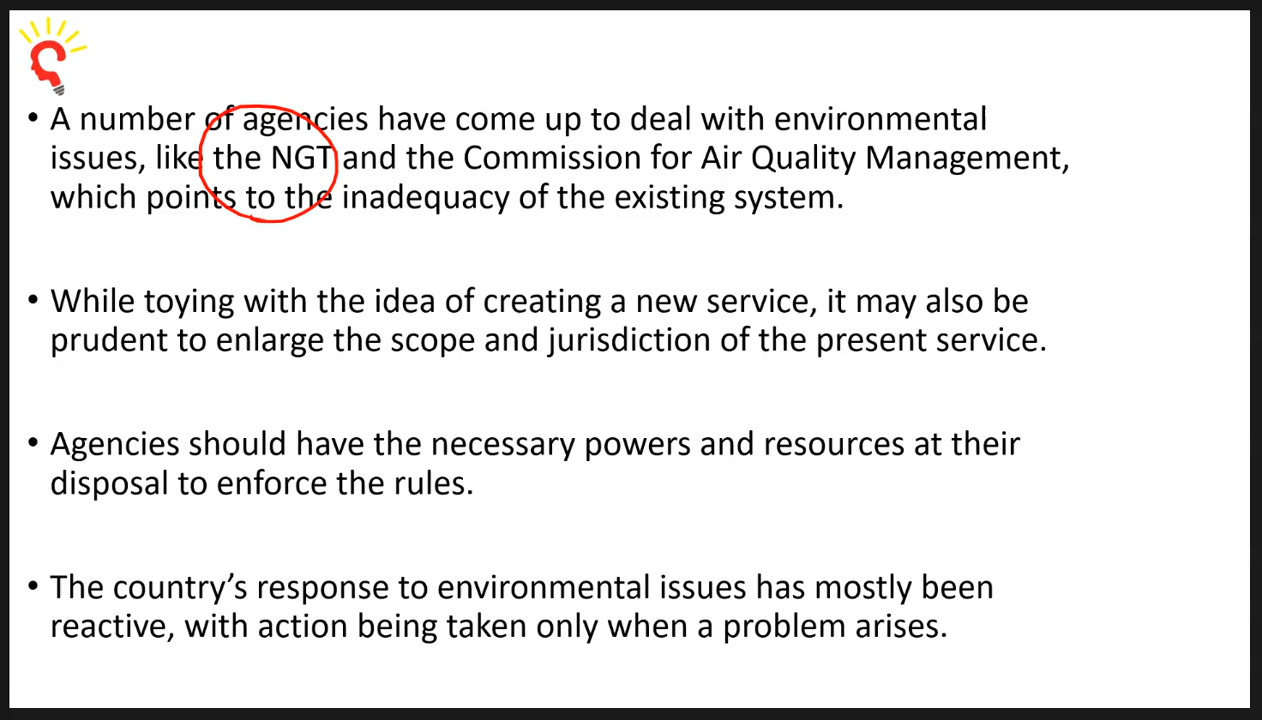 • A number of agencies have come up to deal with environmental
issues, like the NGT and the Commission for Air Quality Management,
which points to the inadequacy of the existing system.
• While toying with the idea of creating a new service, it may also be
prudent to enlarge the scope and jurisdiction of the present service.
• Agencies should have the necessary powers and resources at their
disposal to enforce the rules.
• The country’s response to environmental issues has mostly been
reactive, with action being taken only when a problem arises.